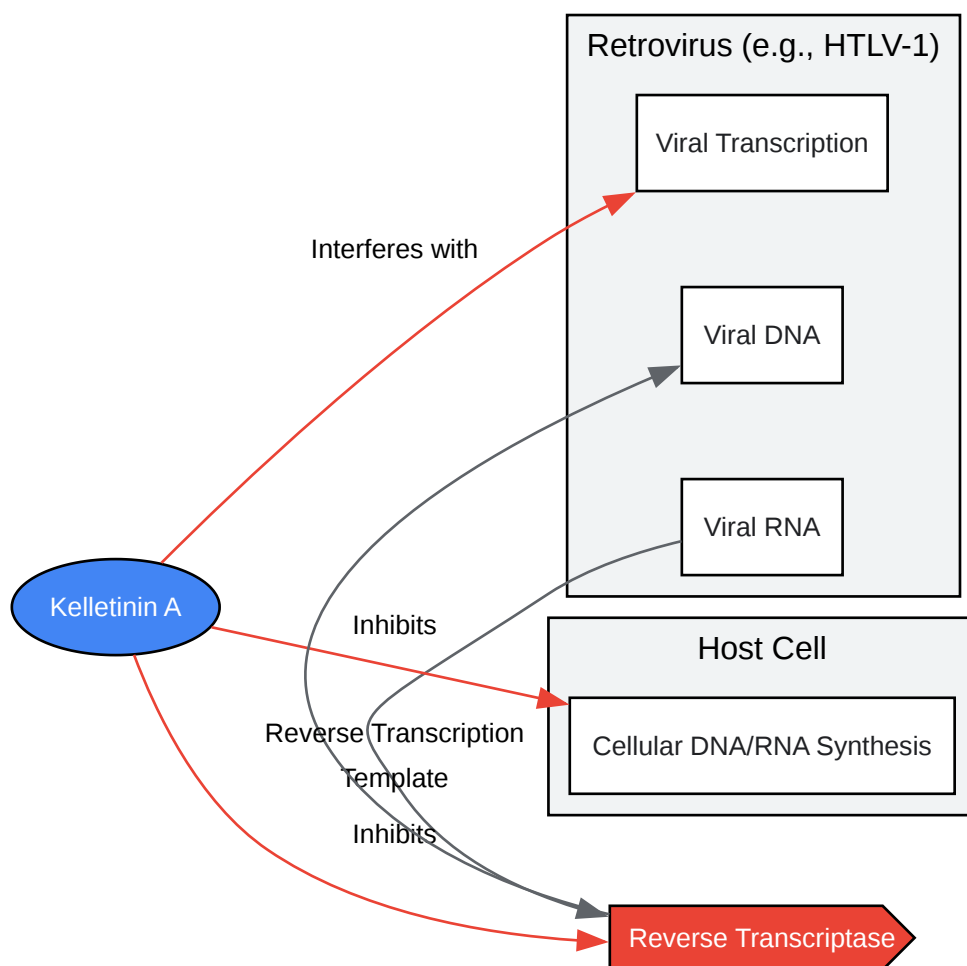 Retrovirus (e.g., HTLV-1)
Viral Transcription
Interferes with
Viral DNA
Viral RNA
Kelletinin A
Inhibits
Host Cell
Reverse Transcription
Cellular DNA/RNA Synthesis
Template
Inhibits
Reverse Transcriptase